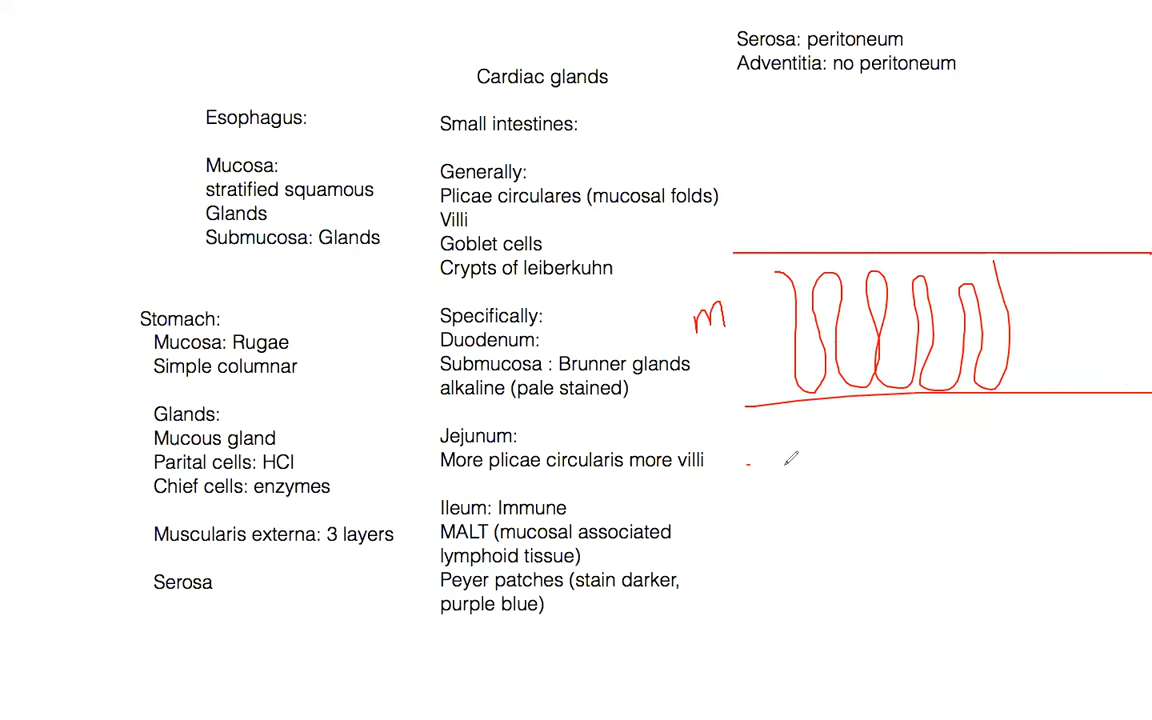 Serosa: peritoneum
Adventitia: no peritoneum
Cardiac glands
Esophagus:
Mucosa:
stratified squamous
Glands
Submucosa: Glands
Stomach:
Mucosa: Rugae
Simple columnar
Glands:
Mucous gland
Parital cells: HCl
Chief cells: enzymes
Muscularis externa: 3 layers
Serosa
Small intestines:
Generally:
Plicae circulares (mucosal folds)
Villi
Goblet cells
Crypts of leiberkuhn
Specifically:
Duodenum:
Submucosa : Brunner glands
alkaline (pale stained)
Jejunum:
More plicae circularis more villi
Ileum: Immune
MALT (mucosal associated
lymphoid tissue)
Peyer patches (stain darker,
purple blue)
m